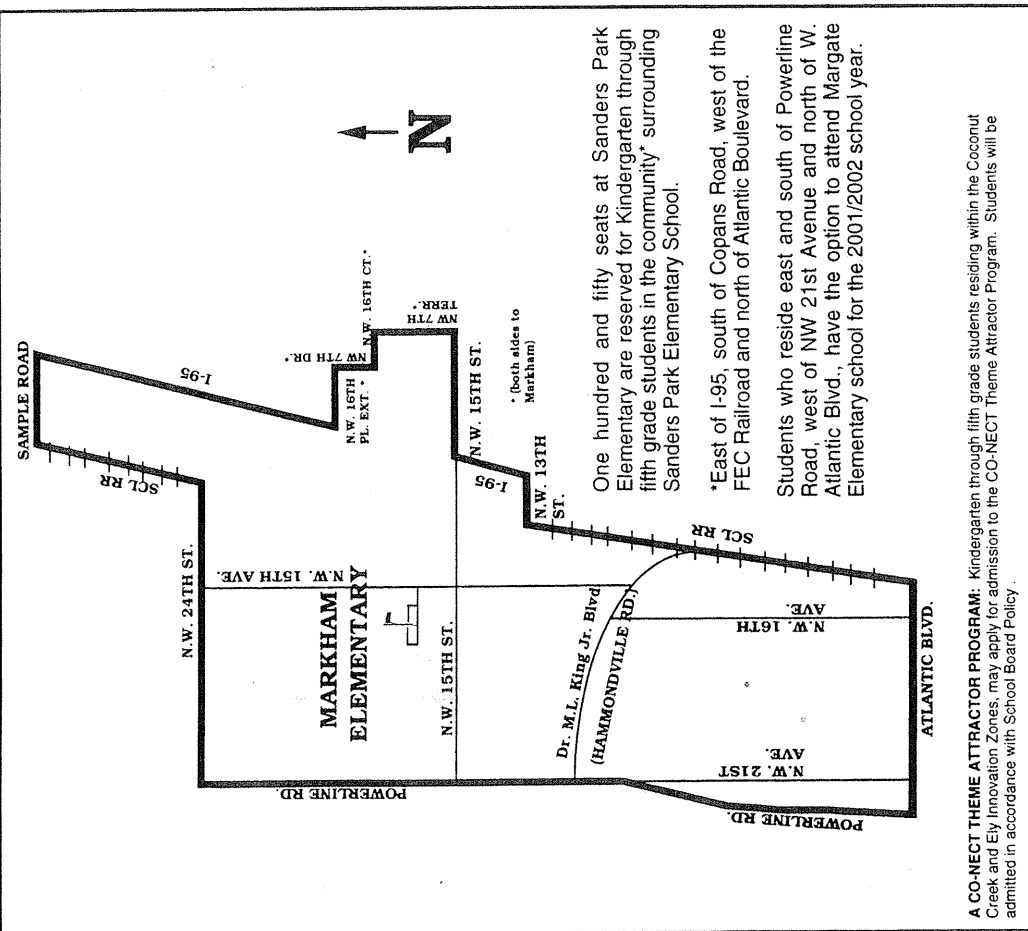 SAMPLE ROAD
SCL RR
I-95
N.W. 24TH ST.
N.W. 16TH
PL. EXT. *
NW 7TH DR.*
N.W. 16TH CT.*
NW 7TH
TERR.*
N
N.W. 15TH AVE.
MARKHAM
ELEMENTARY
POWERLINE RD.
N.W. 15TH ST.
N.W. 15TH ST.
* (both sides to
Markham)
I-95
N.W. 13TH
ST.
Dr. M.L. King Jr. Blvd
(HAMMONDVILLE RD.)
SCL RR
N.W. 16TH
AVE.
N.W. 21ST
AVE.
POWERLINE RD.
ATLANTIC BLVD.
One hundred and fifty seats at Sanders Park
Elementary are reserved for Kindergarten through
fifth grade students in the community* surrounding
Sanders Park Elementary School.
*East of I-95, south of Copans Road, west of the
FEC Railroad and north of Atlantic Boulevard.
Students who reside east and south of Powerline
Road, west of NW 21st Avenue and north of W.
Atlantic Blvd., have the option to attend Margate
Elementary school for the 2001/2002 school year.
A CO-NECT THEME ATTRACTOR PROGRAM: Kindergarten through fifth grade students residing within the Coconut
Creek and Ely Innovation Zones, may apply for admission to the CO-NECT Theme Attractor Program. Students will be
admitted in accordance with School Board Policy.